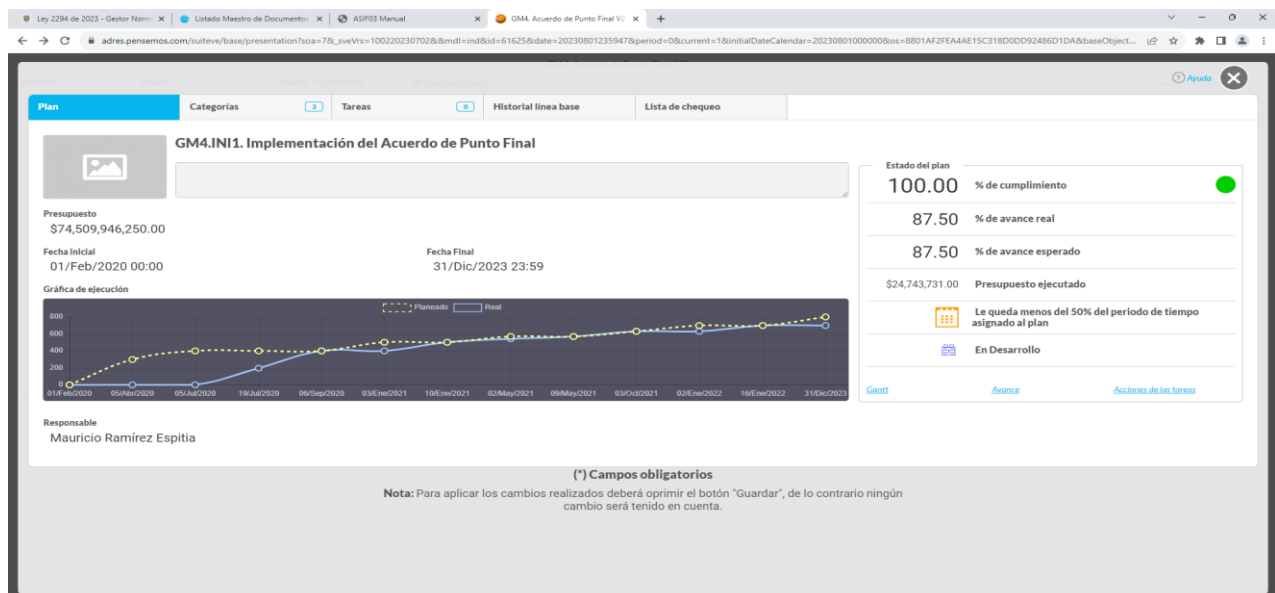 Ley 2294 de 2023 - Gestor Norm
Listado Maestro de Documentos
ASIF03 Manual
GM4. Acuerdo de Punto Final V2
adres.pensemos.com/suiteve/base/presentation?soa=7&_sveVrs=100220230702&&mdl=ind&id=61625&date=20230801235947&period=0&current=1&initialDateCalendar=20230801000000&os=8801AF2FEA4AE15C318D0DD92486D1DA&baseObject...
Ayuda
Plan
Categorías 3
Tareas 0
Historial línea base
Lista de chequeo
GM4.INI1. Implementación del Acuerdo de Punto Final
Presupuesto
$74,509,946,250.00
Fecha Inicial
01/Feb/2020 00:00
Fecha Final
31/Dic/2023 23:59
Gráfica de ejecución
Planeado Real
800
600
400
200
0
01/Feb/2020 05/Abr/2020 05/Jul/2020 19/Jul/2020 06/Sep/2020 03/Ene/2021 10/Ene/2021 02/May/2021 09/May/2021 03/Oct/2021 02/Ene/2022 16/Ene/2022 31/Dic/2023
Responsable
Mauricio Ramírez Espitia
Estado del plan
100.00 % de cumplimiento
87.50 % de avance real
87.50 % de avance esperado
$24,743,731.00 Presupuesto ejecutado
Le queda menos del 50% del periodo de tiempo
asignado al plan
En Desarrollo
Gantt Avance Acciones de las tareas
(*) Campos obligatorios
Nota: Para aplicar los cambios realizados deberá oprimir el botón "Guardar", de lo contrario ningún
cambio será tenido en cuenta.